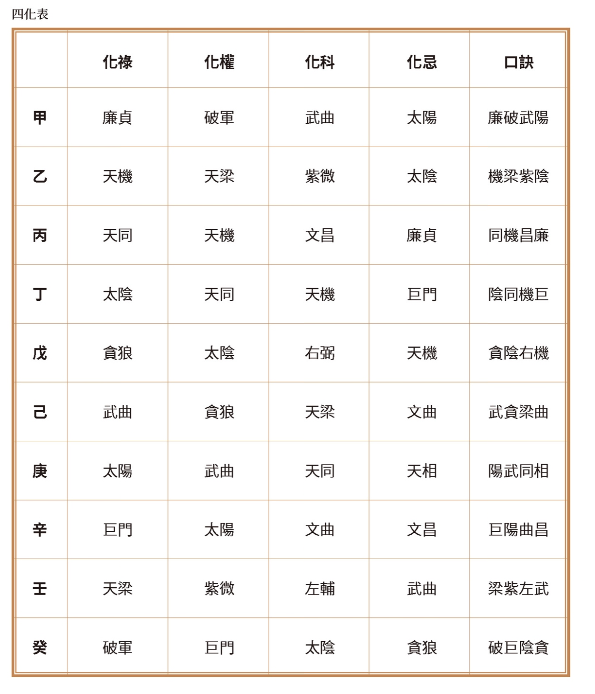 四化表
化祿 化權 化科 化忌 口訣
甲 廉貞 破軍 武曲 太陽 廉破武陽
乙 天機 天梁 紫微 太陰 機梁紫陰
丙 天同 天機 文昌 廉貞 同機昌廉
丁 太陰 天同 天機 巨門 陰同機巨
戊 貪狼 太陰 右弼 天機 貪陰右機
己 武曲 貪狼 天梁 文曲 武貪梁曲
庚 太陽 武曲 天同 天相 陽武同相
辛 巨門 太陽 文曲 文昌 巨陽曲昌
壬 天梁 紫微 左輔 武曲 梁紫左武
癸 破軍 巨門 太陰 貪狼 破巨陰貪